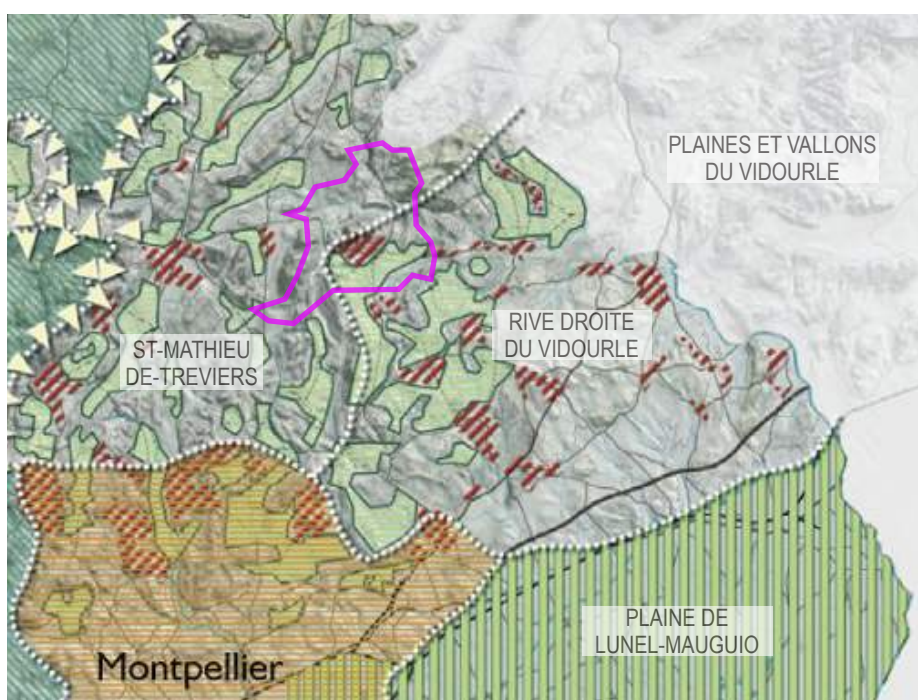 PLAINES ET VALLONS
DU VIDOURLE
RIVE DROITE
DU VIDOURLE
ST-MATHIEU
DE-TREVIERS
PLAINE DE
LUNEL-MAUGUIO
Montpellier